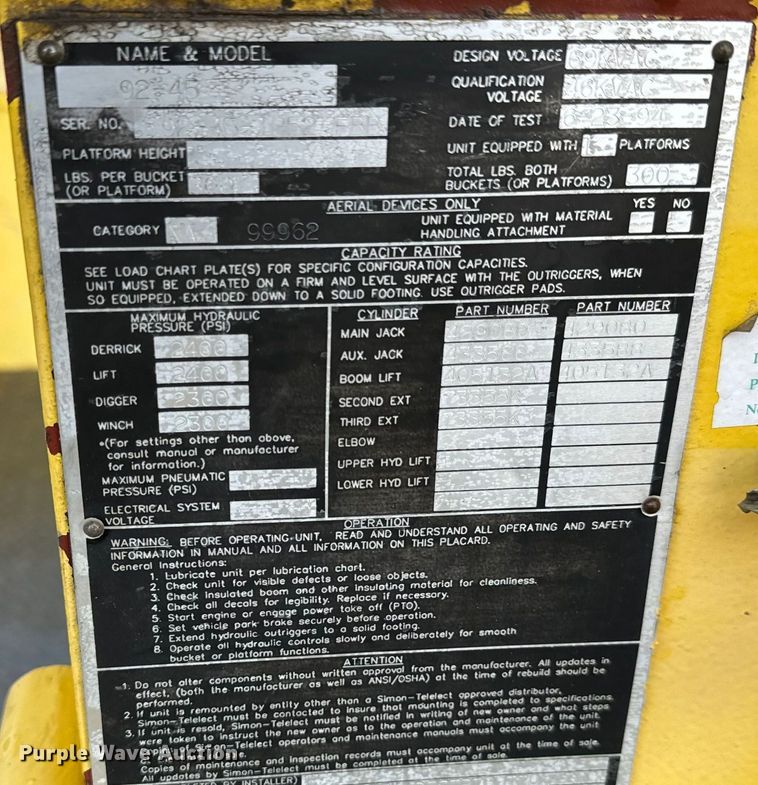 NAME & MODEL
SER. NO.
PLATFORM HEIGHT
LBS. PER BUCKET
(OR PLATFORM)
DESIGN VOLTAGE
QUALIFICATION
VOLTAGE
DATE OF TEST
UNIT EQUIPPED WITH PLATFORMS
TOTAL LBS. BOTH
BUCKETS (OR PLATFORMS) 300
AERIAL DEVICES ONLY
CATEGORY 99962
UNIT EQUIPPED WITH MATERIAL
HANDLING ATTACHMENT
YES NO
CAPACITY RATING
SEE LOAD CHART PLATE(S) FOR SPECIFIC CONFIGURATION CAPACITIES.
UNIT MUST BE OPERATED ON A FIRM AND LEVEL SURFACE WITH THE OUTRIGGERS, WHEN
SO EQUIPPED, EXTENDED DOWN TO A SOLID FOOTING. USE OUTRIGGER PADS.
MAXIMUM HYDRAULIC
PRESSURE (PSI)
DERRICK 2400
LIFT 2400
DIGGER 2300
WINCH 2300
*(For settings other than above,
consult manual or manufacturer
for information.)
MAXIMUM PNEUMATIC
PRESSURE (PSI)
ELECTRICAL SYSTEM
VOLTAGE
CYLINDER PART NUMBER PART NUMBER
MAIN JACK
AUX. JACK
BOOM LIFT 405132A 405132A
SECOND EXT
THIRD EXT
ELBOW
UPPER HYD LIFT
LOWER HYD LIFT
OPERATION
WARNING: BEFORE OPERATING UNIT, READ AND UNDERSTAND ALL OPERATING AND SAFETY
INFORMATION IN MANUAL AND ALL INFORMATION ON THIS PLACARD.
General Instructions:
1. Lubricate unit per lubrication chart.
2. Check unit for visible defects or loose objects.
3. Check insulated boom and other insulating material for cleanliness.
4. Check all decals for legibility. Replace if necessary.
5. Start engine or engage power take off (PTO).
6. Set vehicle park brake securely before operation.
7. Extend hydraulic outriggers to a solid footing.
8. Operate all hydraulic controls slowly and deliberately for smooth
bucket or platform functions.
ATTENTION
1. Do not alter components without written approval from the manufacturer. All updates in
effect, (both the manufacturer as well as ANSI/OSHA) at the time of rebuild should be
performed.
2. If unit is remounted by entity other than a Simon-Telelect approved distributor,
Simon-Telelect must be contacted to insure that mounting is completed to specifications.
3. If unit is resold, Simon-Telelect must be notified in writing of new owner and what steps
were taken to instruct the new owner as to the operation and maintenance of the unit.
Simon-Telelect operators and maintenance manuals must accompany the unit
Copies of maintenance and inspection records must accompany unit at the time of sale.
All updates by Simon-Telelect must be completed at the time of sale.
INSTALLER)
Purple Wave Auction